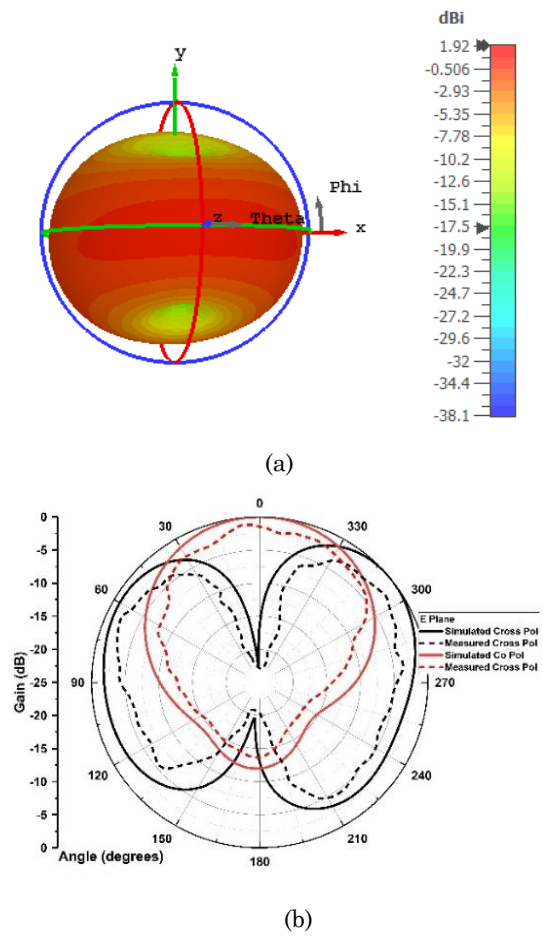 dBi
1.92
-0.506
-2.93
-5.35
-7.78
-10.2
-12.6
-15.1
-17.5
-19.9
-22.3
-24.7
-27.2
-29.6
-32
-34.4
-38.1
y
Phi
z
Theta
x
(a)
0
30
330
60
300
90
270
120
240
150
210
180
0
-5
-10
-15
-20
-25
-20
-15
-10
-5
0
Gain (dB)
Angle (degrees)
E Plane
Simulated Cross Pol
Measured Cross Pol
Simulated Co Pol
Measured Cross Pol
(b)